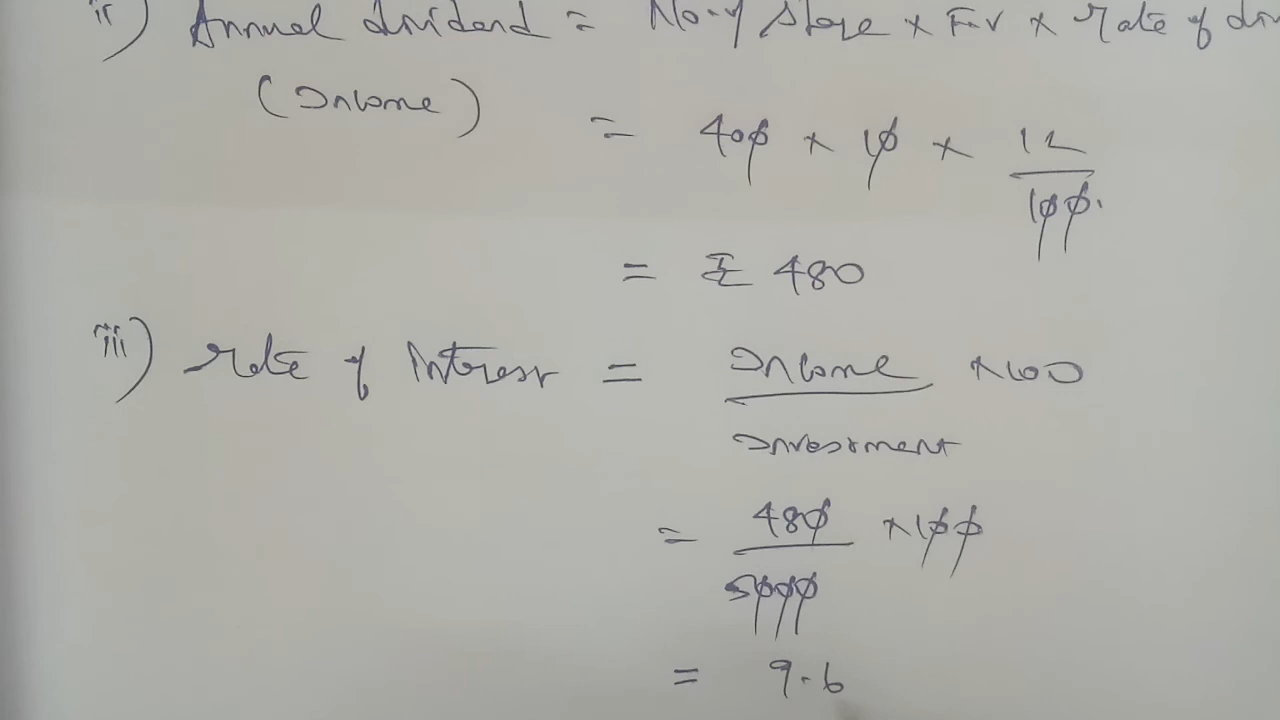 ii) Annual dividend = No. of Share × F.V × rate of div
(Income)
= 400 × 10 × 12/100.
= ₹ 480
iii) rate of Interest = Income/Investment × 100
= 480/5000 × 100
= 9.6